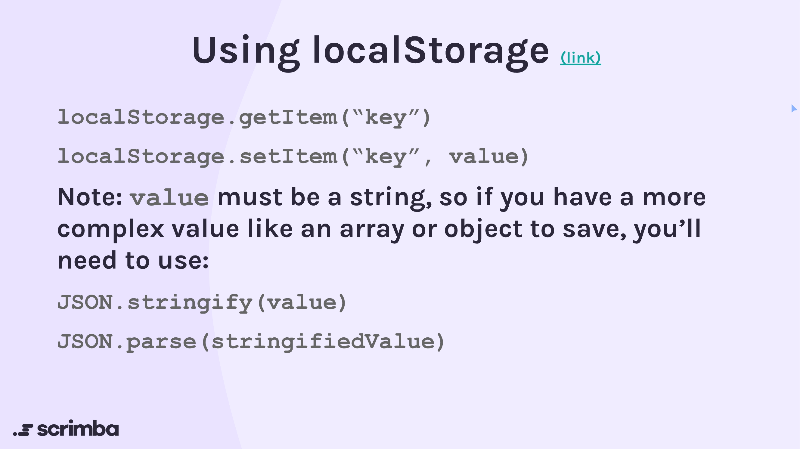 Using localStorage (link)
localStorage.getItem(“key”)
localStorage.setItem(“key”, value)
Note: value must be a string, so if you have a more
complex value like an array or object to save, you’ll
need to use:
JSON.stringify(value)
JSON.parse(stringifiedValue)
scrimba